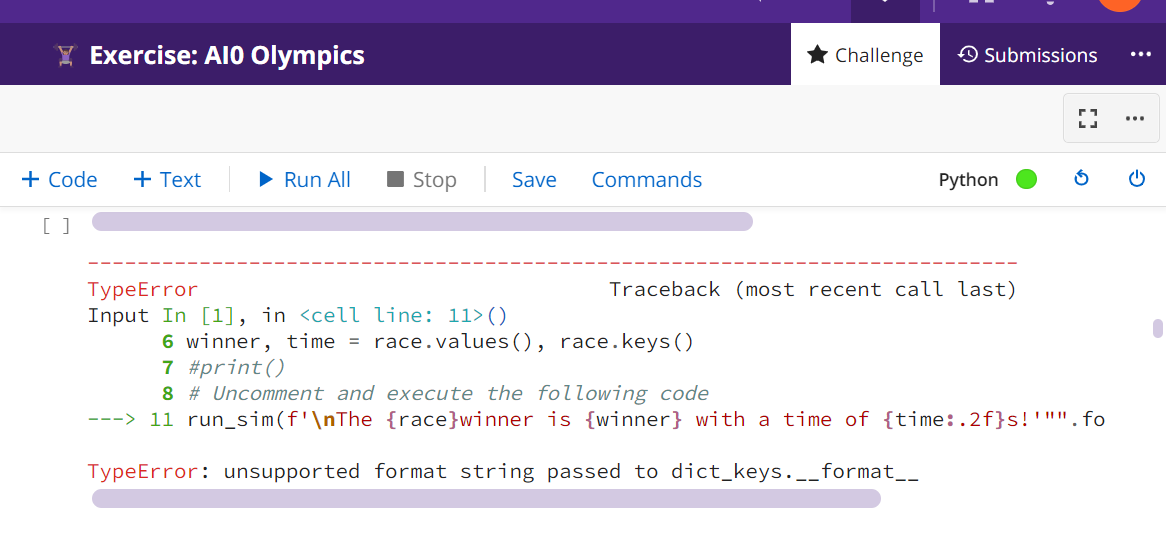 Exercise: AI0 Olympics
Challenge
Submissions
+ Code
+ Text
Run All
Stop
Save
Commands
Python
[ ]
---------------------------------------------------------------------------
TypeError Traceback (most recent call last)
Input In [1], in <cell line: 11>()
6 winner, time = race.values(), race.keys()
7 #print()
8 # Uncomment and execute the following code
---> 11 run_sim(f'\nThe {race}winner is {winner} with a time of {time:.2f}s!'"".fo
TypeError: unsupported format string passed to dict_keys.__format__